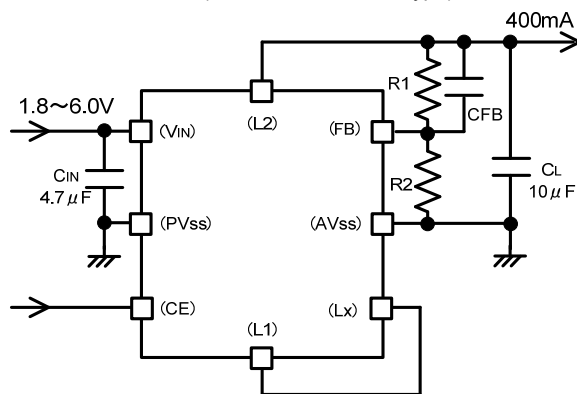 400mA
R1
CFB
1.8～6.0V
(L2)
(VIN)
(FB)
CIN
4.7μF
R2
CL
10μF
(PVss)
(AVss)
(CE)
(L1)
(Lx)